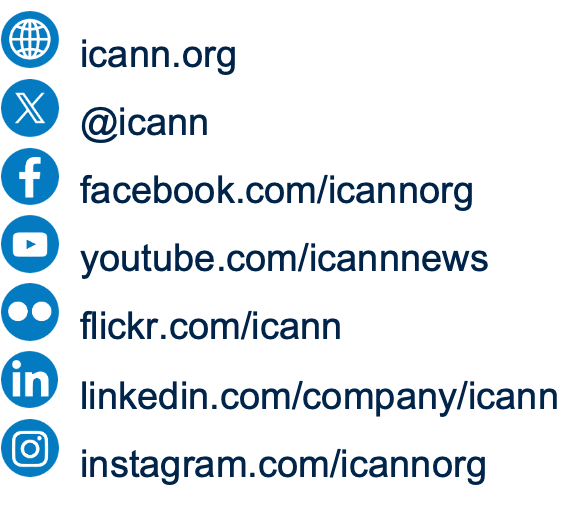 icann.org
@icann
facebook.com/icannorg
youtube.com/icannnews
flickr.com/icann
linkedin.com/company/icann
instagram.com/icannorg